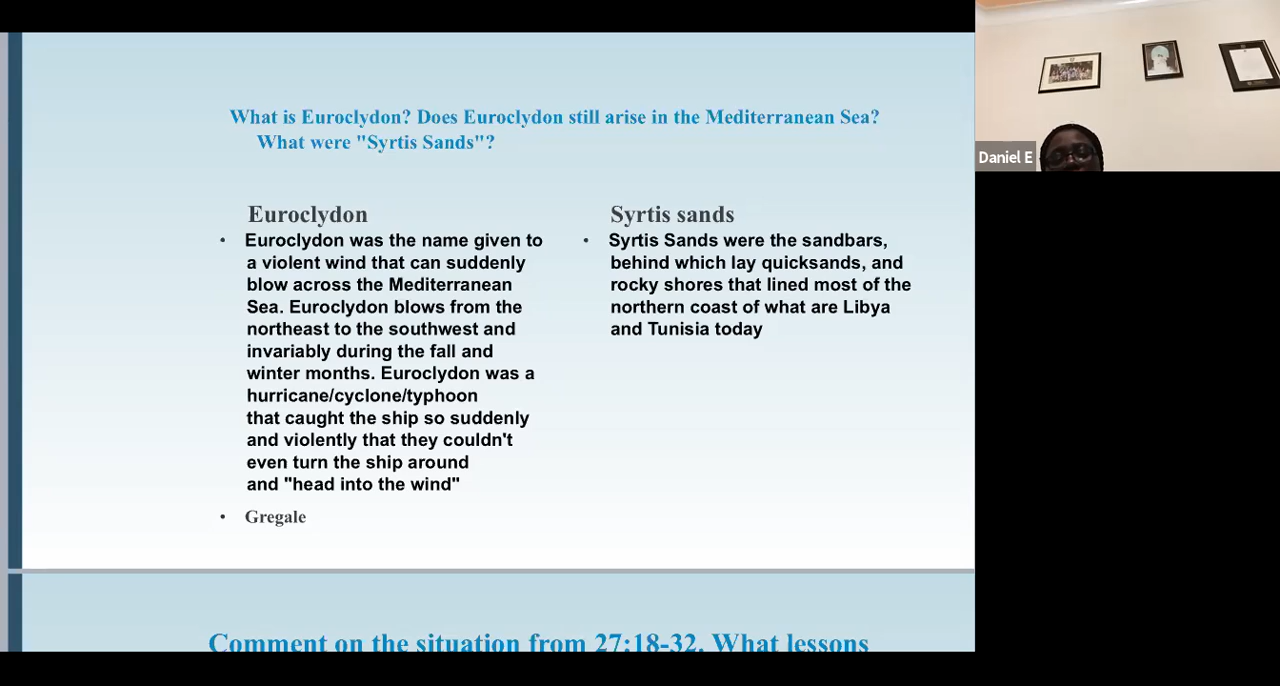 What is Euroclydon? Does Euroclydon still arise in the Mediterranean Sea?
What were "Syrtis Sands"?
Euroclydon
• Euroclydon was the name given to
a violent wind that can suddenly
blow across the Mediterranean
Sea. Euroclydon blows from the
northeast to the southwest and
invariably during the fall and
winter months. Euroclydon was a
hurricane/cyclone/typhoon
that caught the ship so suddenly
and violently that they couldn't
even turn the ship around
and "head into the wind"
• Gregale
Syrtis sands
• Syrtis Sands were the sandbars,
behind which lay quicksands, and
rocky shores that lined most of the
northern coast of what are Libya
and Tunisia today
Comment on the situation from 27:18-32. What lessons
Daniel E